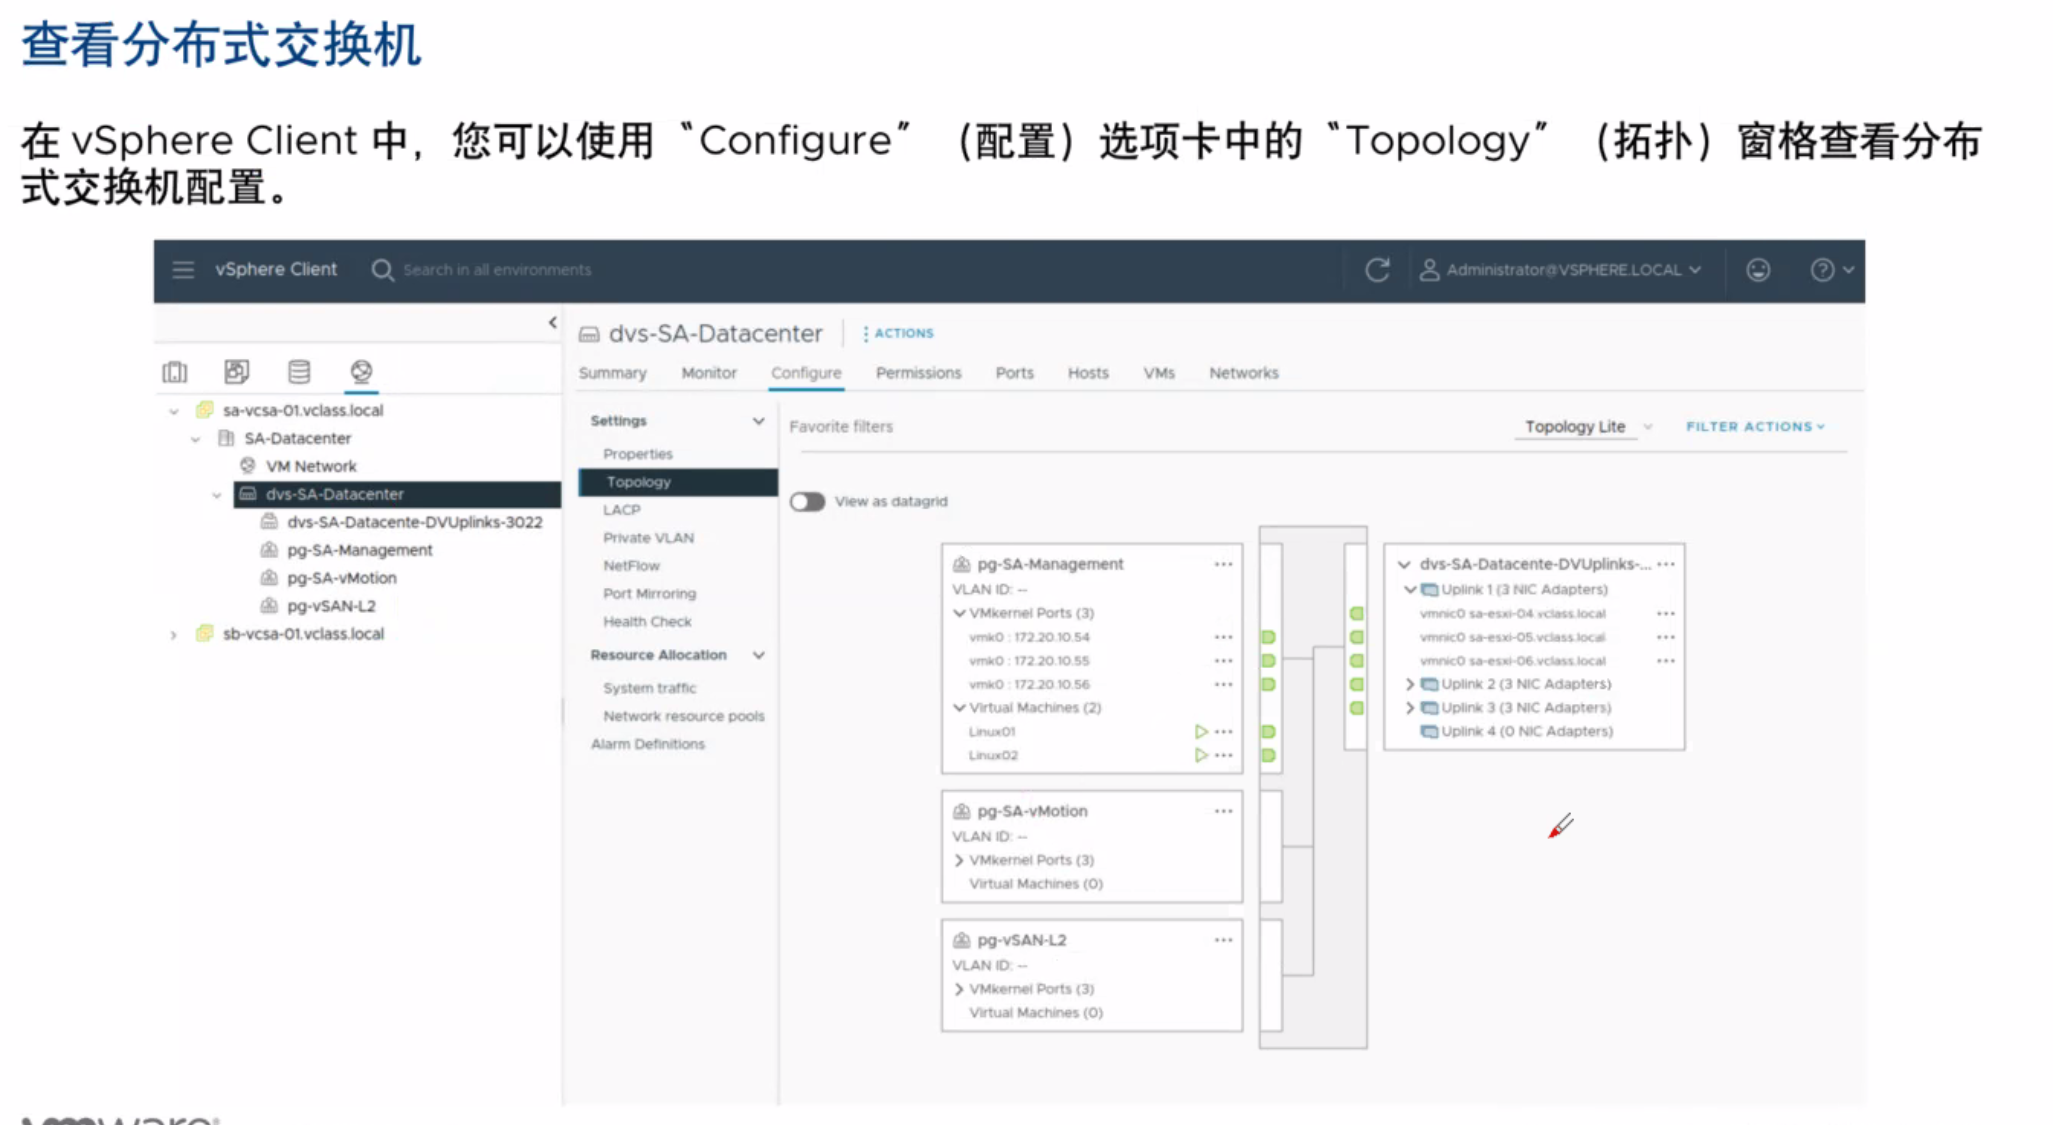 查看分布式交换机
在 vSphere Client 中，您可以使用“Configure”（配置）选项卡中的“Topology”（拓扑）窗格查看分布
式交换机配置。
vSphere Client
Search in all environments
Administrator@VSPHERE.LOCAL
dvs-SA-Datacenter
ACTIONS
Summary
Monitor
Configure
Permissions
Ports
Hosts
VMs
Networks
sa-vcsa-01.vclass.local
SA-Datacenter
VM Network
dvs-SA-Datacenter
dvs-SA-Datacente-DVUplinks-3022
pg-SA-Management
pg-SA-vMotion
pg-vSAN-L2
sb-vcsa-01.vclass.local
Settings
Properties
Topology
LACP
Private VLAN
NetFlow
Port Mirroring
Health Check
Resource Allocation
System traffic
Network resource pools
Alarm Definitions
Favorite filters
Topology Lite
FILTER ACTIONS
View as datagrid
pg-SA-Management
VLAN ID: --
VMkernel Ports (3)
vmk0 : 172.20.10.54
vmk0 : 172.20.10.55
vmk0 : 172.20.10.56
Virtual Machines (2)
Linux01
Linux02
pg-SA-vMotion
VLAN ID: --
VMkernel Ports (3)
Virtual Machines (0)
pg-vSAN-L2
VLAN ID: --
VMkernel Ports (3)
Virtual Machines (0)
dvs-SA-Datacente-DVUplinks-...
Uplink 1 (3 NIC Adapters)
vmnic0 sa-esxi-04.vclass.local
vmnic0 sa-esxi-05.vclass.local
vmnic0 sa-esxi-06.vclass.local
Uplink 2 (3 NIC Adapters)
Uplink 3 (3 NIC Adapters)
Uplink 4 (0 NIC Adapters)
vmware